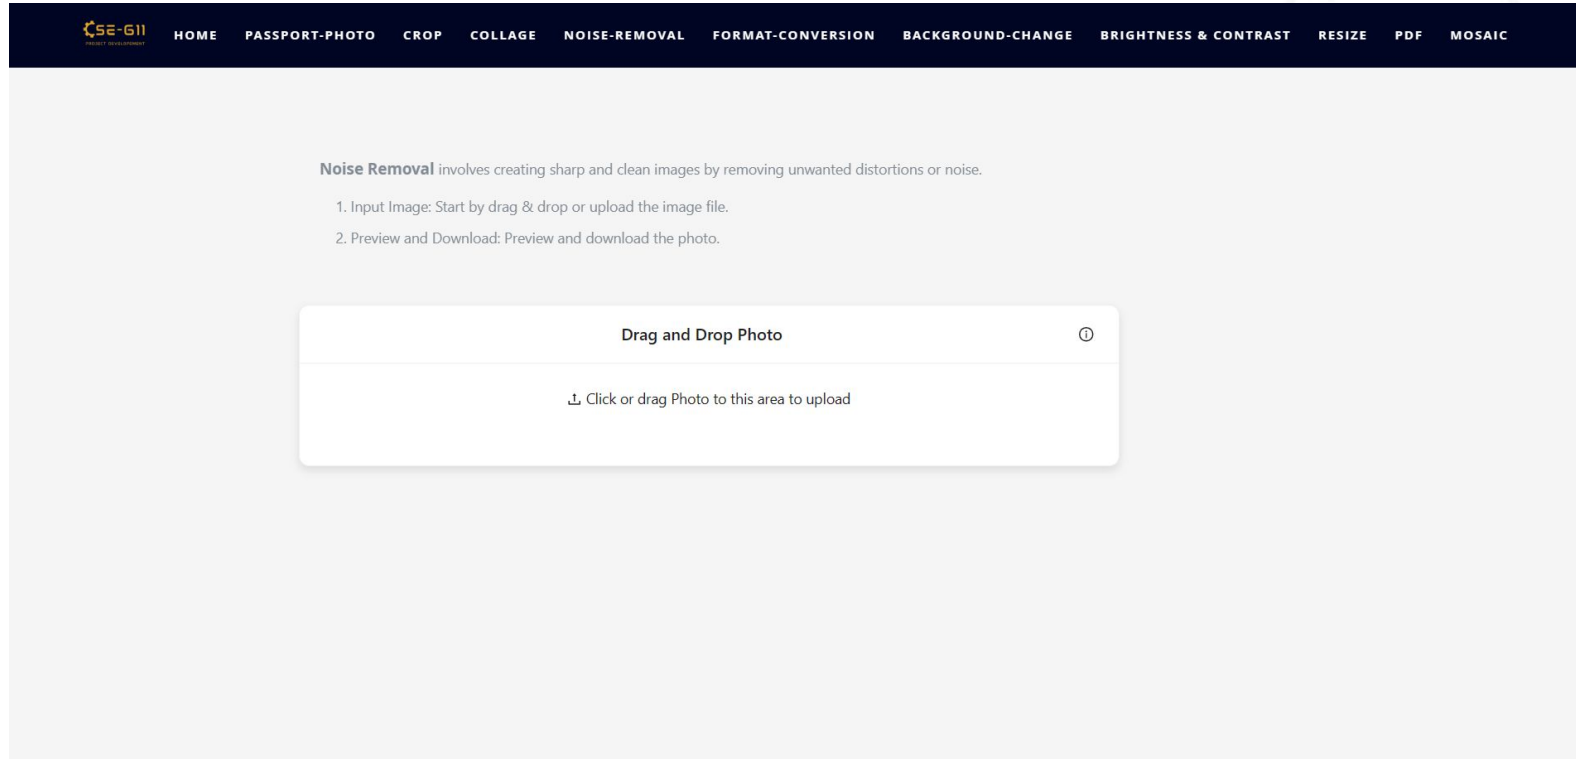 CSE-G11
PROJECT DEVELOPEMENT
HOME PASSPORT-PHOTO CROP COLLAGE NOISE-REMOVAL FORMAT-CONVERSION BACKGROUND-CHANGE BRIGHTNESS & CONTRAST RESIZE PDF MOSAIC
Noise Removal involves creating sharp and clean images by removing unwanted distortions or noise.
1. Input Image: Start by drag & drop or upload the image file.
2. Preview and Download: Preview and download the photo.
Drag and Drop Photo
Click or drag Photo to this area to upload